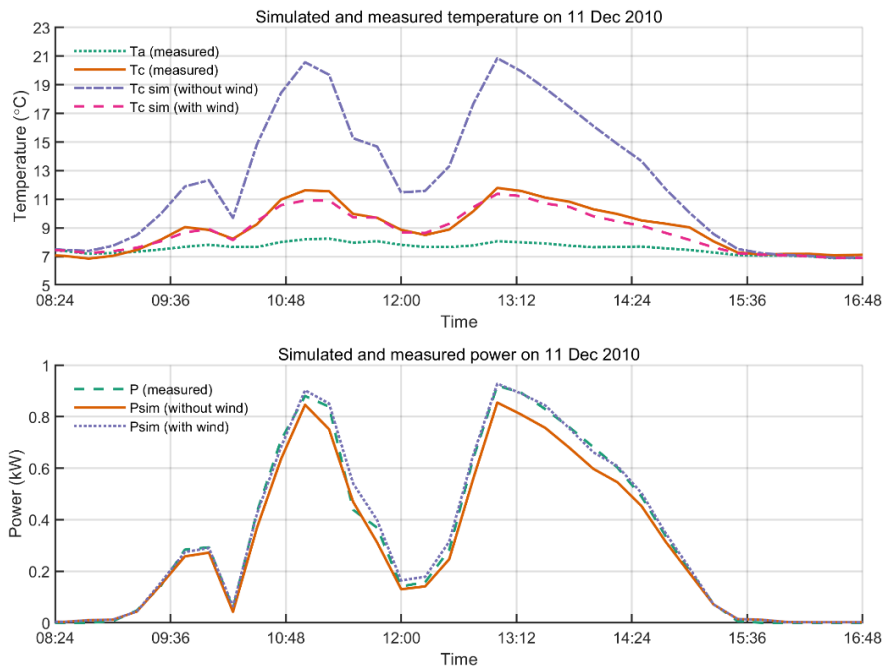 Simulated and measured temperature on 11 Dec 2010
23
21
19
17
15
13
11
9
7
5
Temperature (°C)
Ta (measured)
Tc (measured)
Tc sim (without wind)
Tc sim (with wind)
08:24 09:36 10:48 12:00 13:12 14:24 15:36 16:48
Time
Simulated and measured power on 11 Dec 2010
1
0.8
0.6
0.4
0.2
0
Power (kW)
P (measured)
Psim (without wind)
Psim (with wind)
08:24 09:36 10:48 12:00 13:12 14:24 15:36 16:48
Time